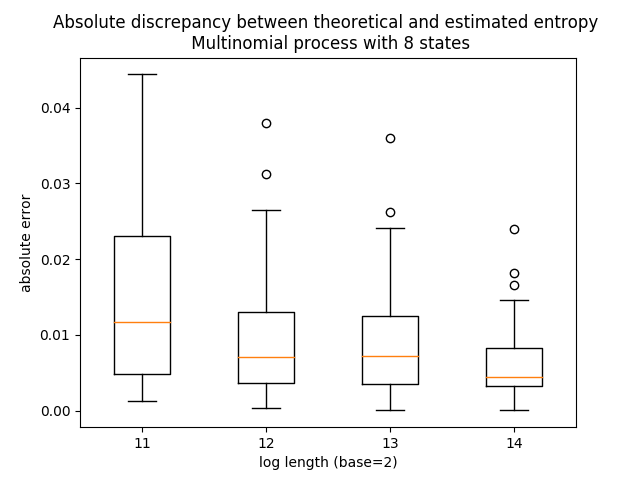 Absolute discrepancy between theoretical and estimated entropy
Multinomial process with 8 states
0.04
0.03
0.02
0.01
0.00
absolute error
11 12 13 14
log length (base=2)